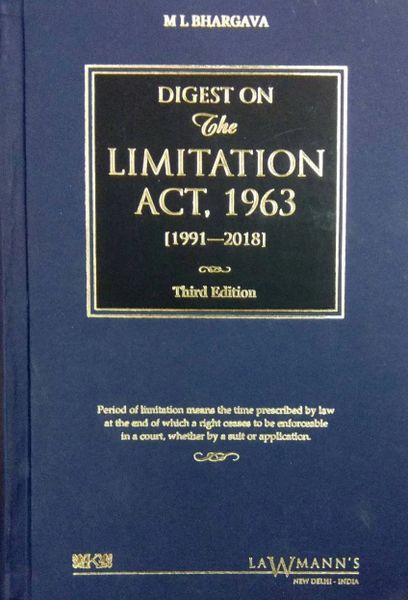 M L BHARGAVA
DIGEST ON
The
LIMITATION
ACT, 1963
[1991—2018]
Third Edition
Period of limitation means the time prescribed by law
at the end of which a right ceases to be enforceable
in a court, whether by a suit or application.
LAWMANN'S
NEW DELHI - INDIA